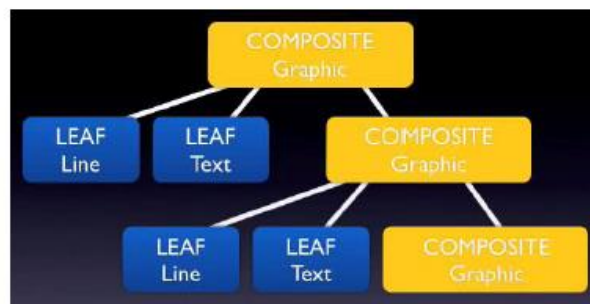 COMPOSITE
Graphic
LEAF
Line
LEAF
Text
COMPOSITE
Graphic
LEAF
Line
LEAF
Text
COMPOSITE
Graphic